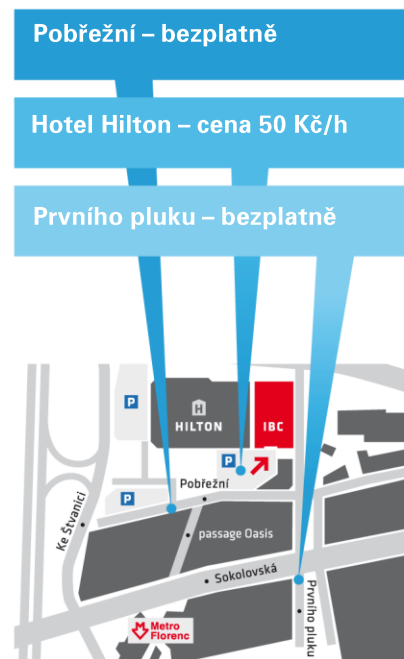 Pobřežní – bezplatně
Hotel Hilton – cena 50 Kč/h
Prvního pluku – bezplatně
P
HILTON
IBC
P
Pobřežní
P
Ke Štvanici
passage Oasis
Sokolovská
Prvního pluku
Metro
Florenc